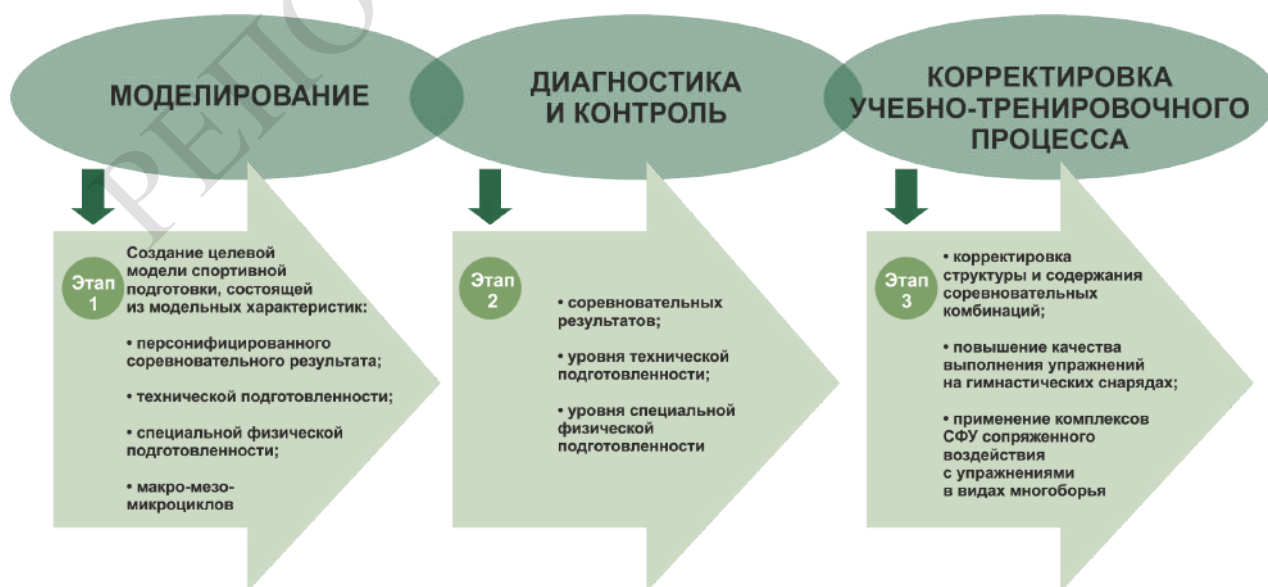 МОДЕЛИРОВАНИЕ
Этап
1
Создание целевой
модели спортивной
подготовки, состоящей
из модельных характеристик:
• персонифицированного
соревновательного результата;
• технической подготовленности;
• специальной физической
подготовленности;
• макро-мезо-
микроциклов
ДИАГНОСТИКА
И КОНТРОЛЬ
Этап
2
• соревновательных
результатов;
• уровня технической
подготовленности;
• уровня специальной
физической
подготовленности
КОРРЕКТИРОВКА
УЧЕБНО-ТРЕНИРОВОЧНОГО
ПРОЦЕССА
Этап
3
• корректировка
структуры и содержания
соревновательных
комбинаций;
• повышение качества
выполнения упражнений
на гимнастических снарядах;
• применение комплексов
СФУ сопряженного
воздействия
с упражнениями
в видах многоборья